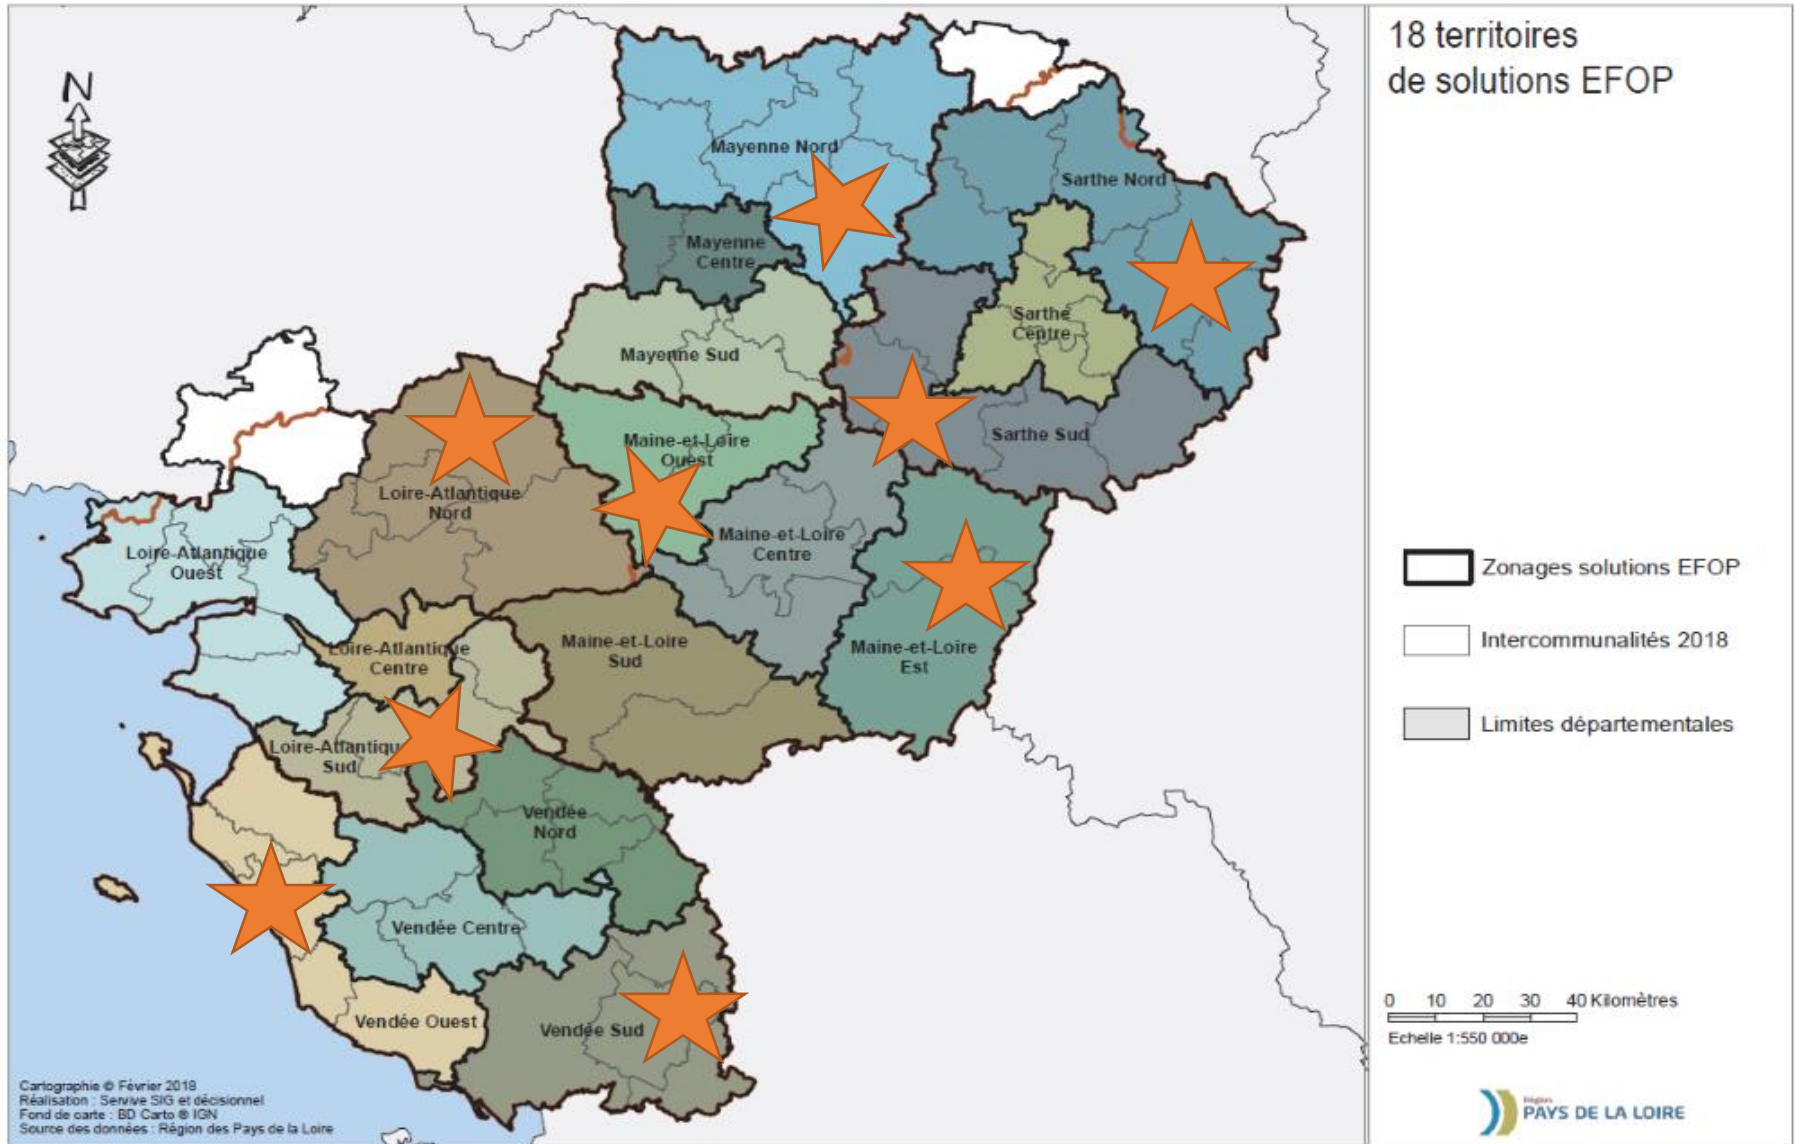 18 territoires
de solutions EFOP
N
Mayenne Nord
Sarthe Nord
Mayenne
Centre
Sarthe
Centre
Mayenne Sud
Maine-et-Loire
Ouest
Sarthe Sud
Loire-Atlantique
Nord
Maine-et-Loire
Centre
Loire-Atlantique
Ouest
Maine-et-Loire
Sud
Loire-Atlantique
Centre
Maine-et-Loire
Est
Loire-Atlantiqu
Sud
Vendée
Nord
Vendée Centre
Vendée Ouest
Vendée Sud
Zonages solutions EFOP
Intercommunalités 2018
Limites départementales
0 10 20 30 40 Kilomètres
Echelle 1:550 000e
Cartographie © Février 2018
Réalisation : Servive SIG et décisionnel
Fond de carte : BD Carto ® IGN
Source des données : Région des Pays de la Loire
Région
PAYS DE LA LOIRE